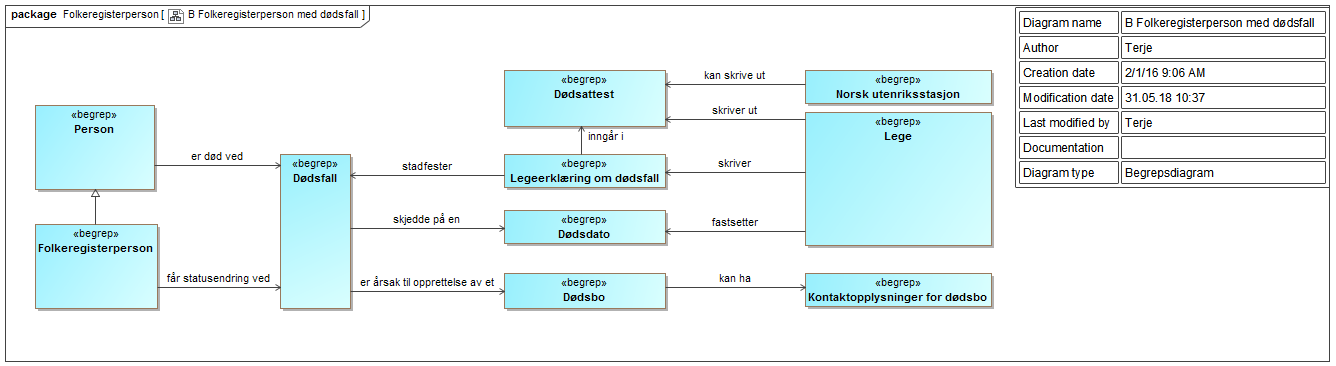 package Folkeregisterperson [ B Folkeregisterperson med dødsfall ]
Diagram name B Folkeregisterperson med dødsfall
Author Terje
Creation date 2/1/16 9:06 AM
Modification date 31.05.18 10:37
Last modified by Terje
Documentation
Diagram type Begrepsdiagram
«begrep»
Person
er død ved
«begrep»
Folkeregisterperson
får statusendring ved
«begrep»
Dødsfall
stadfester
skjedde på en
er årsak til opprettelse av et
«begrep»
Dødsattest
inngår i
«begrep»
Legeerklæring om dødsfall
«begrep»
Dødsdato
«begrep»
Dødsbo
kan skrive ut
skriver ut
skriver
fastsetter
kan ha
«begrep»
Norsk utenriksstasjon
«begrep»
Lege
«begrep»
Kontaktopplysninger for dødsbo